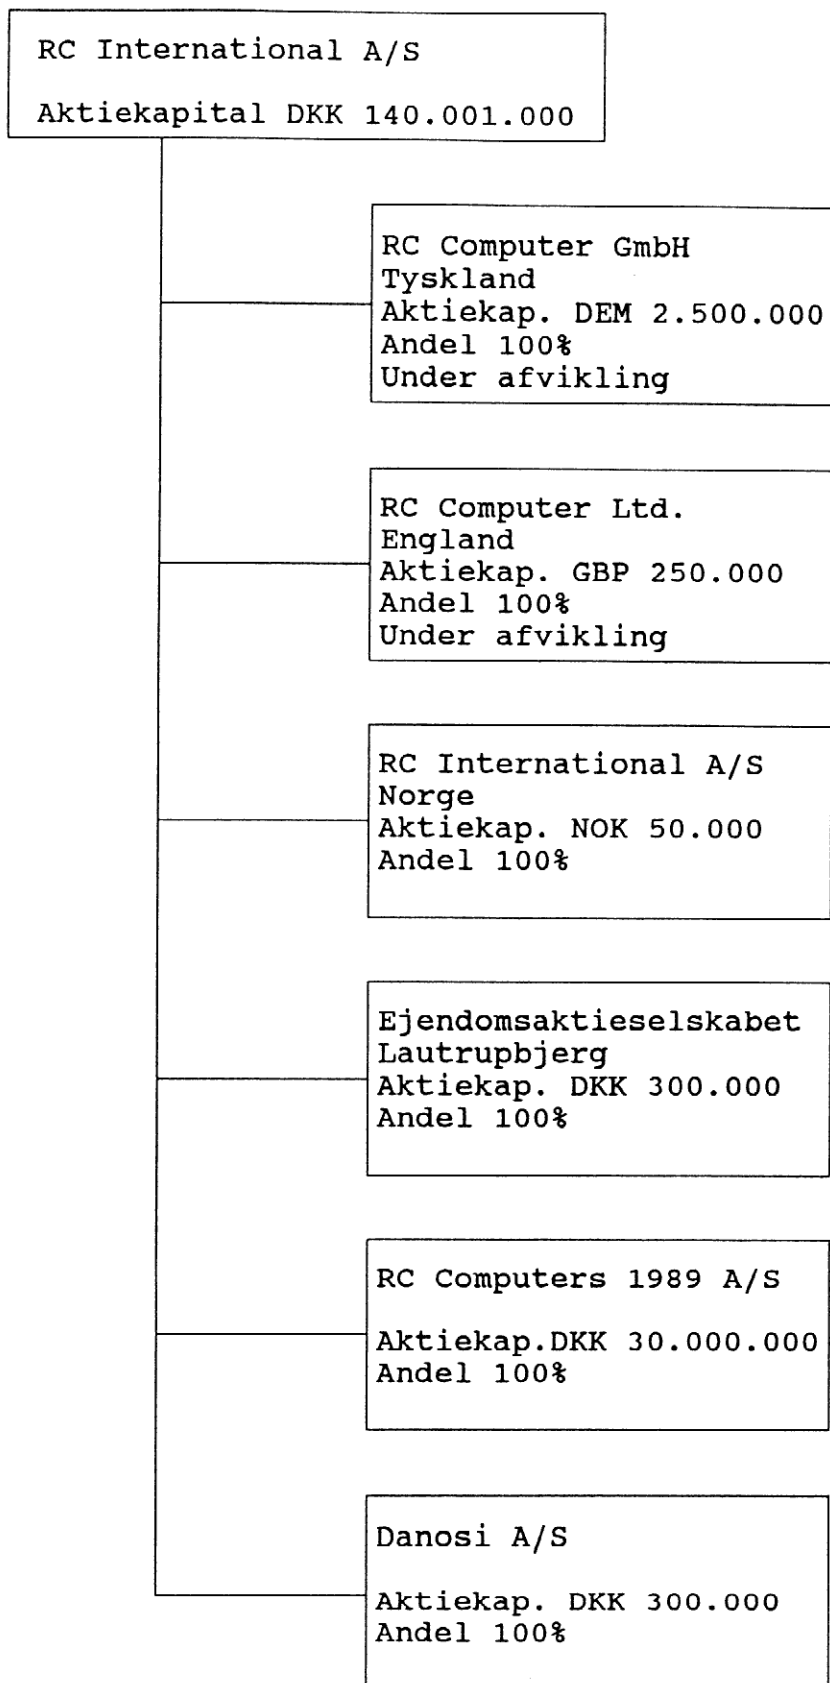 RC International A/S
Aktiekapital DKK 140.001.000
RC Computer GmbH
Tyskland
Aktiekap. DEM 2.500.000
Andel 100%
Under afvikling
RC Computer Ltd.
England
Aktiekap. GBP 250.000
Andel 100%
Under afvikling
RC International A/S
Norge
Aktiekap. NOK 50.000
Andel 100%
Ejendomsaktieselskabet
Lautrupbjerg
Aktiekap. DKK 300.000
Andel 100%
RC Computers 1989 A/S
Aktiekap.DKK 30.000.000
Andel 100%
Danosi A/S
Aktiekap. DKK 300.000
Andel 100%